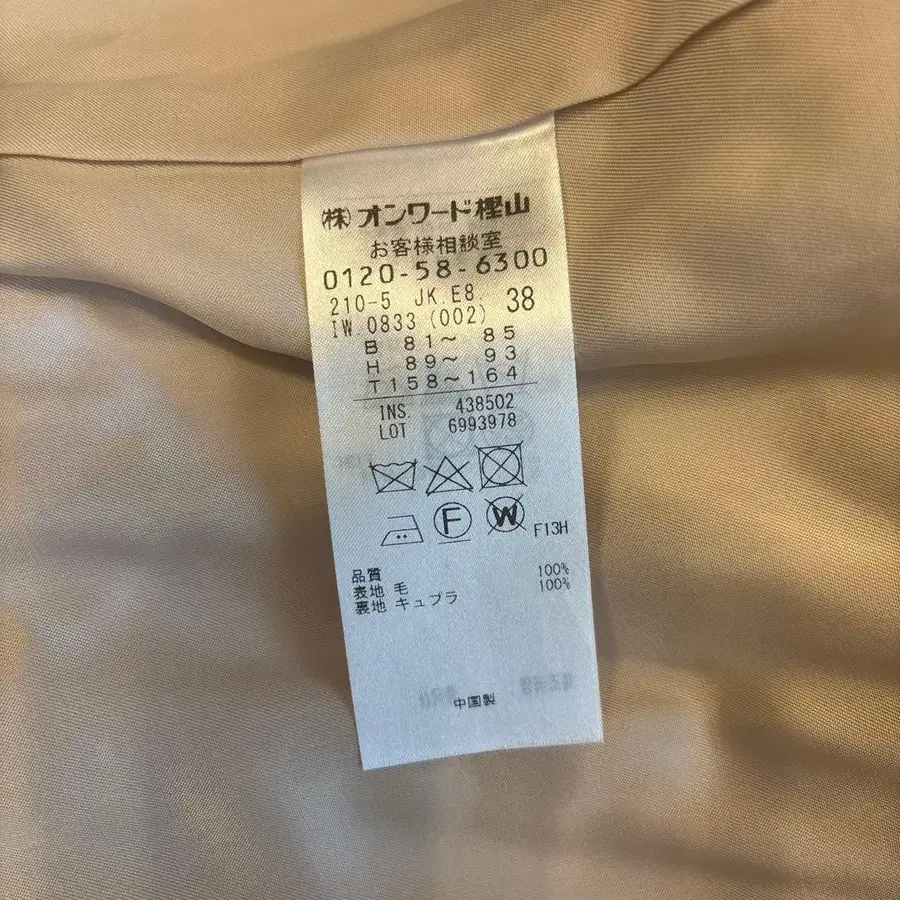 ㈱オンワード樫山
お客様相談室
0120-58-6300
210-5 JK.E8. 38
IW 0833 (002)
B 81～ 85
H 89～ 93
T158～164
INS. 438502
LOT 6993978
F W F13H
品質
表地 毛 100%
裏地 キュプラ 100%
中国製